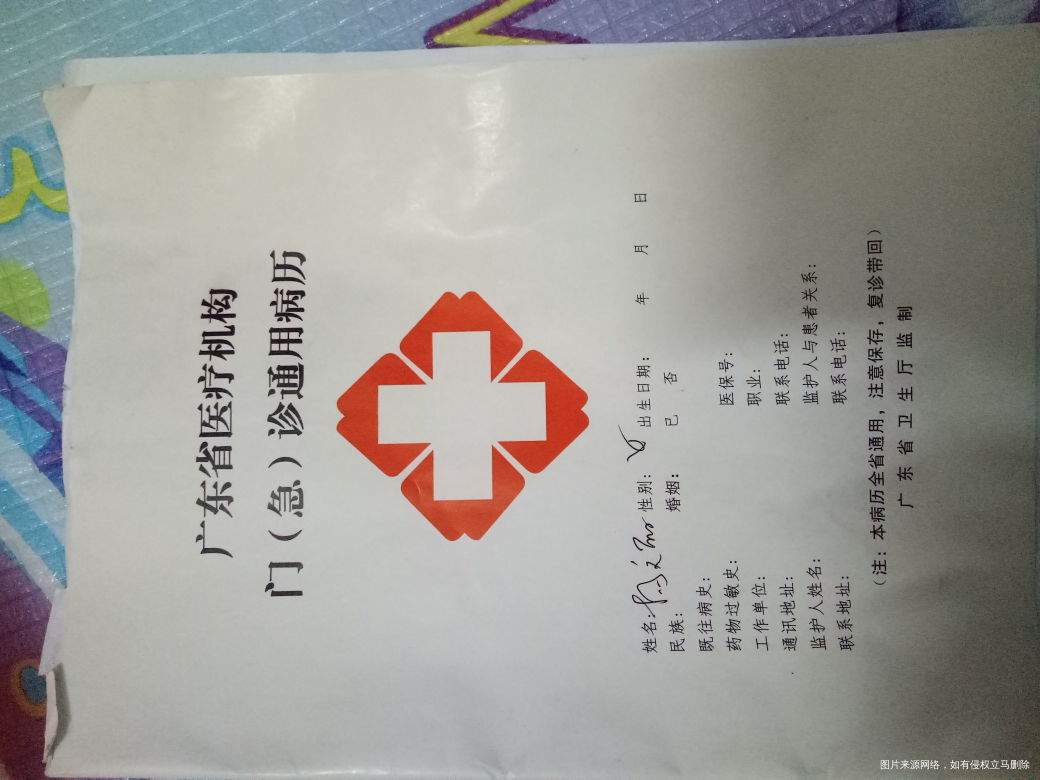 广东省医疗机构
门（急）诊通用病历
姓名: 性别: 女 出生日期: 年 月 日
民族: 婚姻: 已 否
既往病史:
药物过敏史: 医保号:
工作单位: 职业:
通讯地址: 联系电话:
监护人姓名: 监护人与患者关系:
联系地址: 联系电话:
（注: 本病历全省通用，注意保存，复诊带回）
广东省卫生厅监制
图片来源网络，如有侵权立马删除